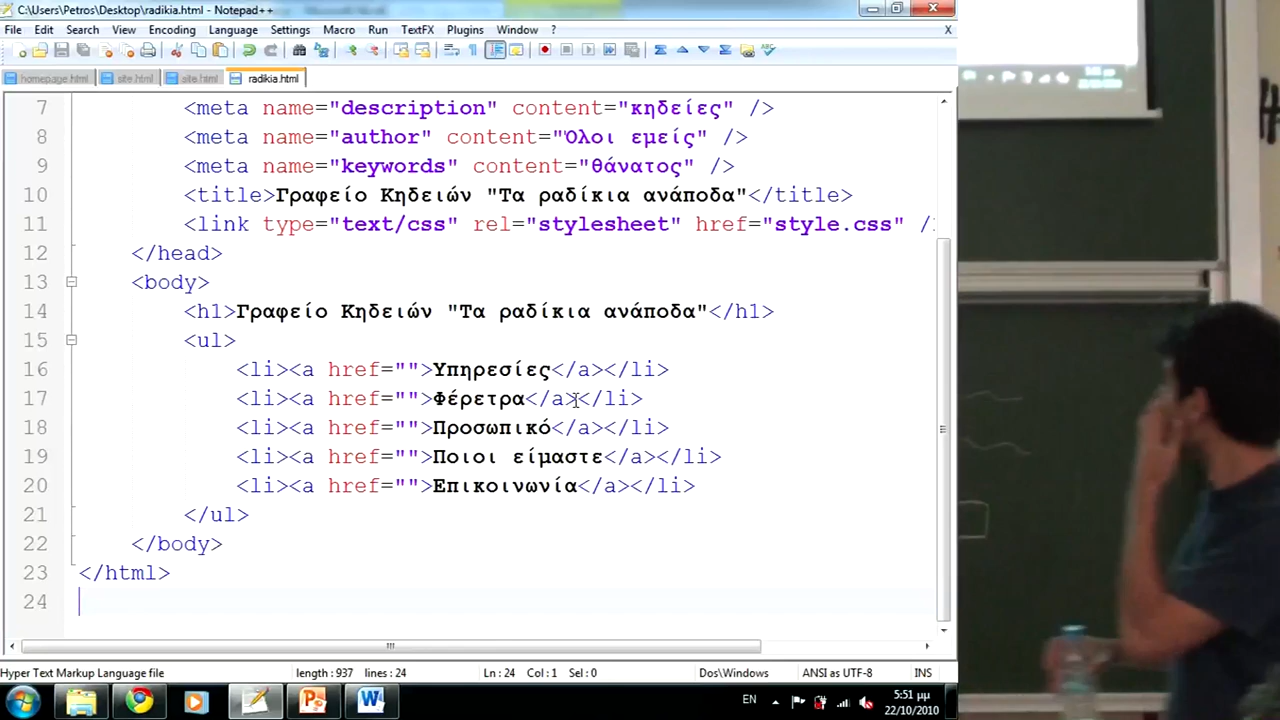 C:\Users\Petros\Desktop\radikia.html - Notepad++
File Edit Search View Encoding Language Settings Macro Run TextFX Plugins Window ? X
homepage.html site.html site.html radikia.html
7 <meta name="description" content="κηδείες" />
8 <meta name="author" content="Όλοι εμείς" />
9 <meta name="keywords" content="θάνατος" />
10 <title>Γραφείο Κηδειών "Τα ραδίκια ανάποδα"</title>
11 <link type="text/css" rel="stylesheet" href="style.css" /
12 </head>
13 <body>
14 <h1>Γραφείο Κηδειών "Τα ραδίκια ανάποδα"</h1>
15 <ul>
16 <li><a href="">Υπηρεσίες</a></li>
17 <li><a href="">Φέρετρα</a></li>
18 <li><a href="">Προσωπικό</a></li>
19 <li><a href="">Ποιοι είμαστε</a></li>
20 <li><a href="">Επικοινωνία</a></li>
21 </ul>
22 </body>
23 </html>
24
Hyper Text Markup Language file length : 937 lines : 24 Ln : 24 Col : 1 Sel : 0 Dos\Windows ANSI as UTF-8 INS
EN 5:51 μμ
22/10/2010